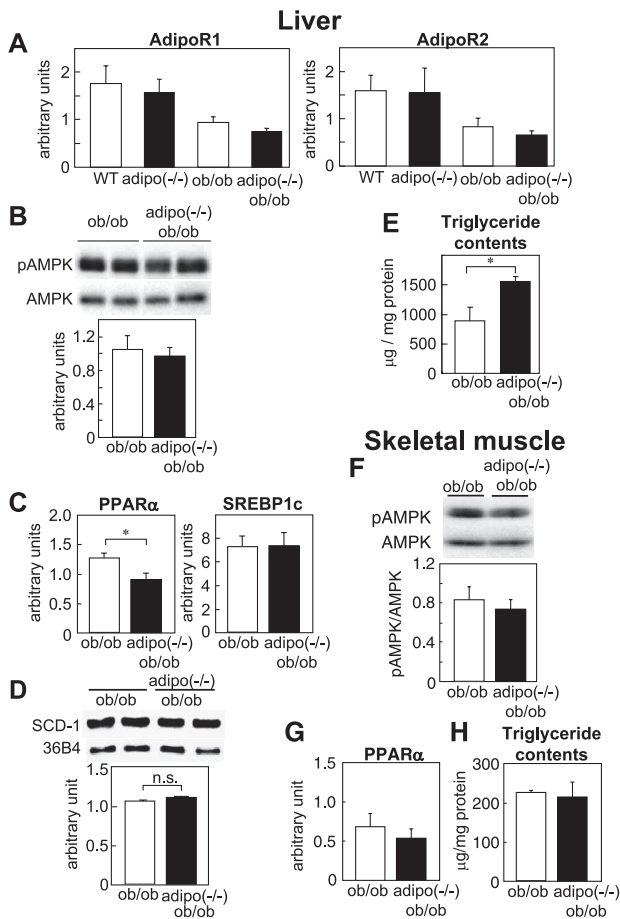 Liver
A
AdipoR1
AdipoR2
arbitrary units
2
1
0
WT adipo(-/-) ob/ob adipo(-/-)
ob/ob
arbitrary units
2
1
0
WT adipo(-/-) ob/ob adipo(-/-)
ob/ob
B
ob/ob
adipo(-/-)
ob/ob
pAMPK
AMPK
arbitrary units
1.2
0.8
0.4
0
ob/ob adipo(-/-)
ob/ob
E
Triglyceride
contents
*
µg / mg protein
1500
1000
500
0
ob/ob adipo(-/-)
ob/ob
C
PPARα
SREBP1c
*
arbitrary units
2.0
1.5
1.0
0.5
0
ob/ob adipo(-/-)
ob/ob
arbitrary units
8
6
4
2
0
ob/ob adipo(-/-)
ob/ob
D
ob/ob
adipo(-/-)
ob/ob
SCD-1
36B4
arbitrary unit
1.5
1.0
0.5
0
n.s.
ob/ob adipo(-/-)
ob/ob
Skeletal muscle
F
ob/ob
adipo(-/-)
ob/ob
pAMPK
AMPK
pAMPK/AMPK
1.2
0.8
0.4
0
ob/ob adipo(-/-)
ob/ob
G
PPARα
arbitrary unit
1.5
1.0
0.5
0
ob/ob adipo(-/-)
ob/ob
H
Triglyceride
contents
µg/mg protein
300
200
100
0
ob/ob adipo(-/-)
ob/ob